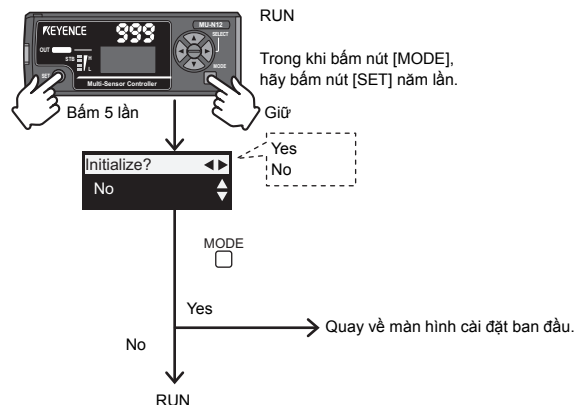 RUN
MU-N12
KEYENCE
999
SELECT
OUT
STB
H
L
SET
MODE
Multi-Sensor Controller
Trong khi bấm nút [MODE],
hãy bấm nút [SET] năm lần.
Bấm 5 lần
Giữ
Initialize?
No
Yes
No
MODE
Yes
Quay về màn hình cài đặt ban đầu.
No
RUN